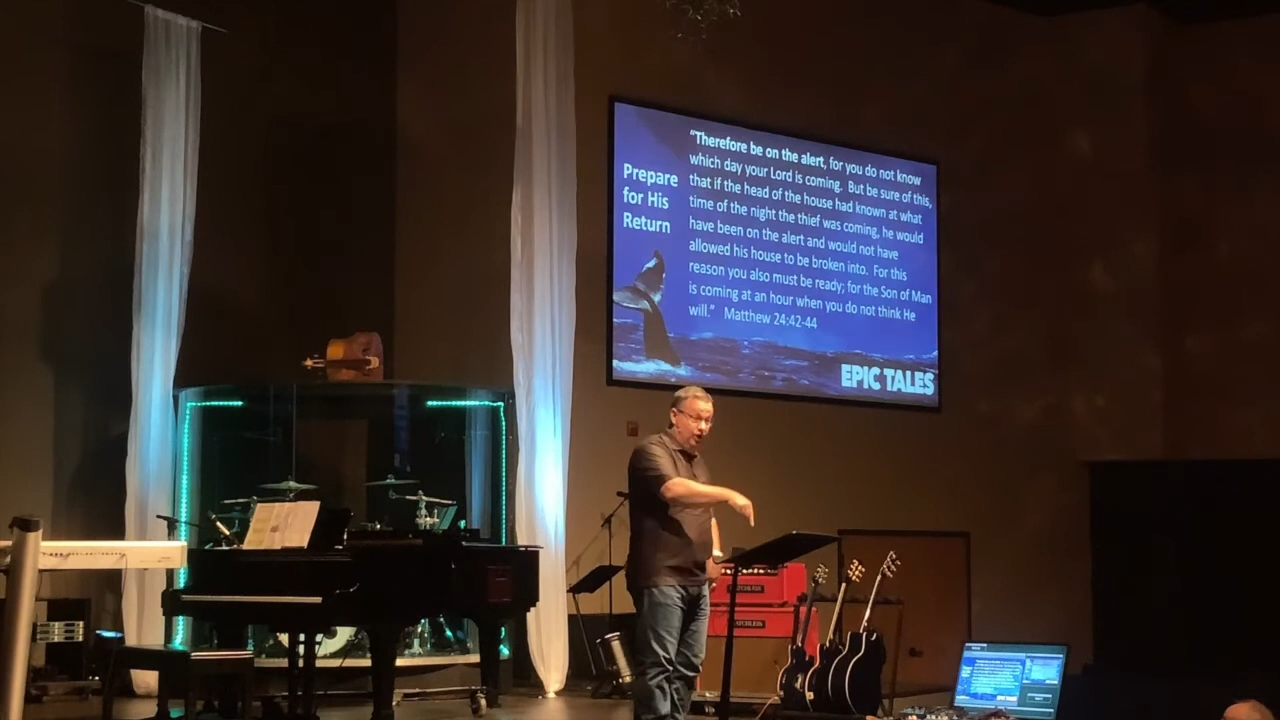 Prepare
for His
Return
"Therefore be on the alert, for you do not know
which day your Lord is coming.  But be sure of this,
that if the head of the house had known at what
time of the night the thief was coming, he would
have been on the alert and would not have
allowed his house to be broken into.  For this
reason you also must be ready; for the Son of Man
is coming at an hour when you do not think He
will."   Matthew 24:42-44
EPIC TALES
EPIC TALES